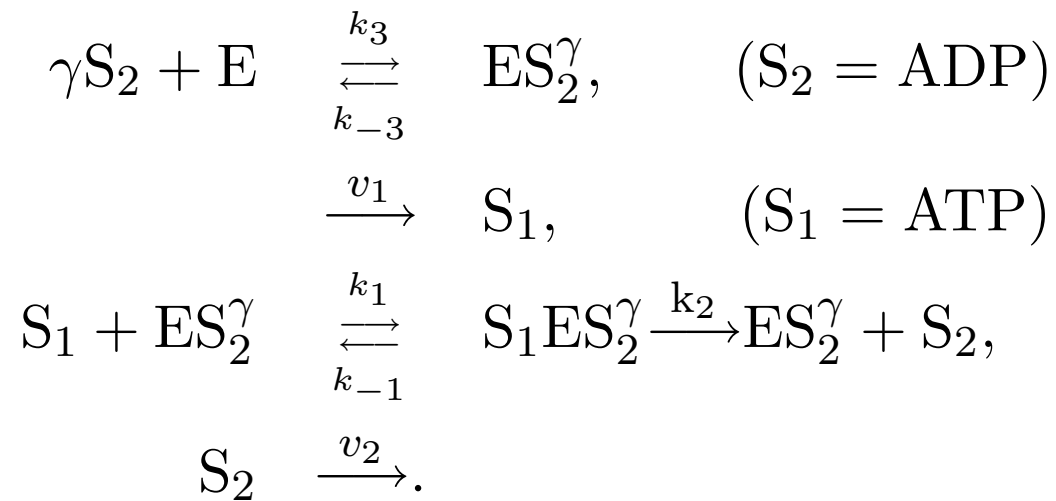 γS₂ + E ⇄ (k₃ / k₋₃) ES₂^γ, (S₂ = ADP)
—v₁→ S₁, (S₁ = ATP)
S₁ + ES₂^γ ⇄ (k₁ / k₋₁) S₁ES₂^γ —k₂→ ES₂^γ + S₂,
S₂ —v₂→.